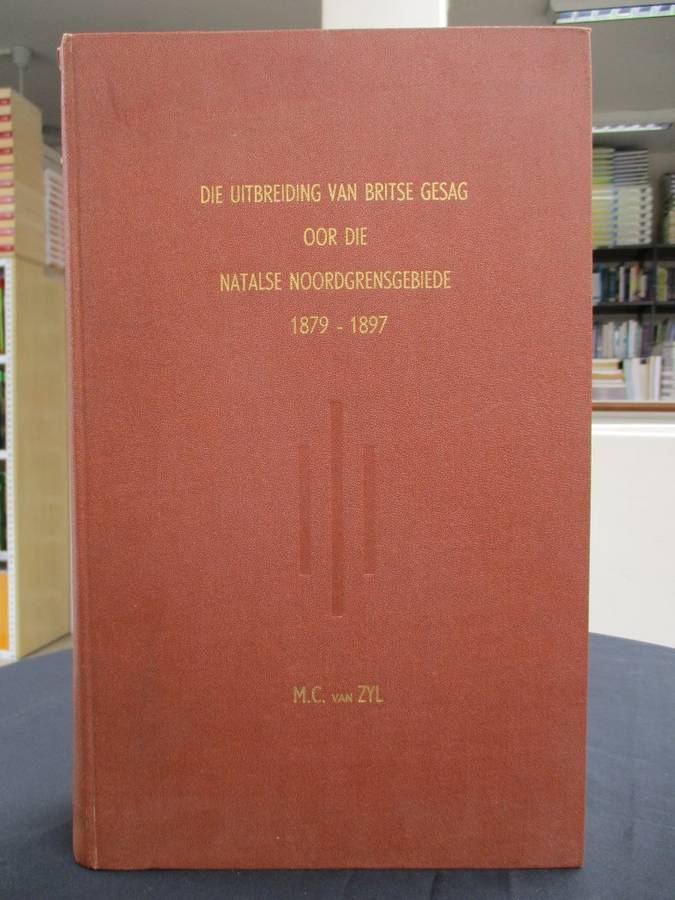 DIE UITBREIDING VAN BRITSE GESAG
OOR DIE
NATALSE NOORDGRENSGEBIEDE
1879 - 1897
M.C. VAN ZYL